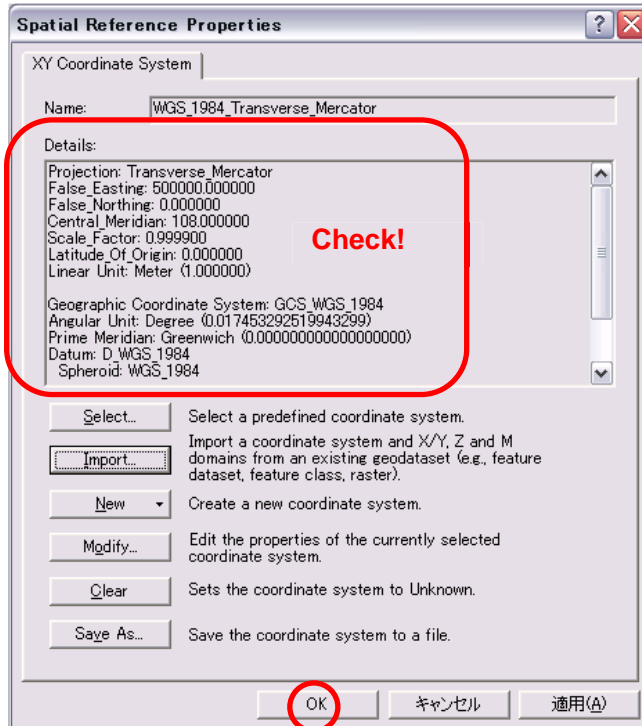 Spatial Reference Properties
XY Coordinate System
Name: WGS_1984_Transverse_Mercator
Details:
Projection: Transverse_Mercator
False_Easting: 500000.000000
False_Northing: 0.000000
Central_Meridian: 108.000000
Scale_Factor: 0.999900
Latitude_Of_Origin: 0.000000
Linear Unit: Meter (1.000000)
Check!
Geographic Coordinate System: GCS_WGS_1984
Angular Unit: Degree (0.017453292519943299)
Prime Meridian: Greenwich (0.000000000000000000)
Datum: D_WGS_1984
Spheroid: WGS_1984
Select... Select a predefined coordinate system.
Import... Import a coordinate system and X/Y, Z and M
domains from an existing geodataset (e.g., feature
dataset, feature class, raster).
New Create a new coordinate system.
Modify... Edit the properties of the currently selected
coordinate system.
Clear Sets the coordinate system to Unknown.
Save As... Save the coordinate system to a file.
OK キャンセル 適用(A)